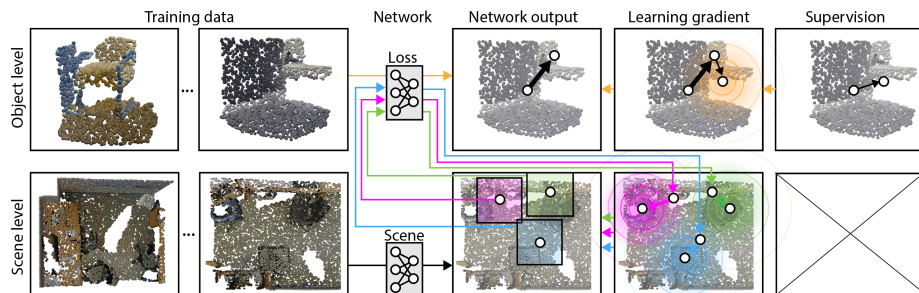 Training data
Network
Network output
Learning gradient
Supervision
Object level
...
Loss
Scene level
...
Scene